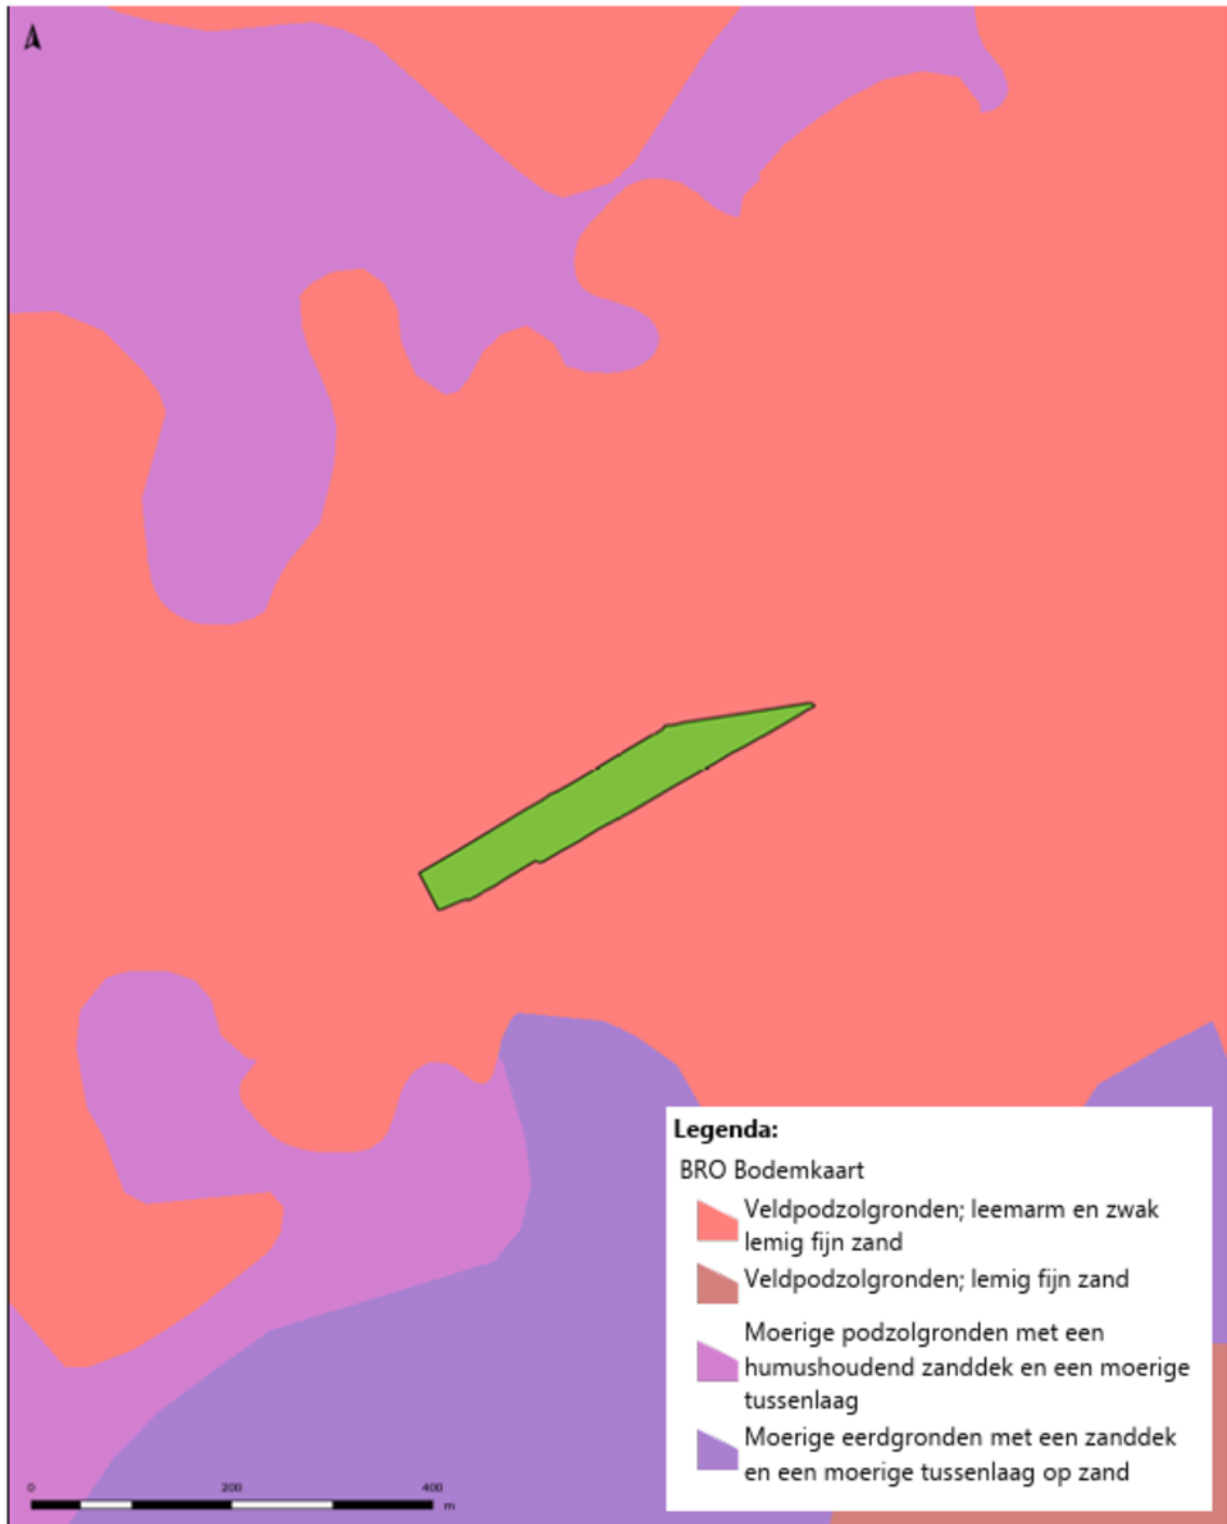 Legenda:
BRO Bodemkaart
Veldpodzolgronden; leemarm en zwak
lemig fijn zand
Veldpodzolgronden; lemig fijn zand
Moerige podzolgronden met een
humushoudend zanddek en een moerige
tussenlaag
Moerige eerdgronden met een zanddek
en een moerige tussenlaag op zand
0 200 400
m